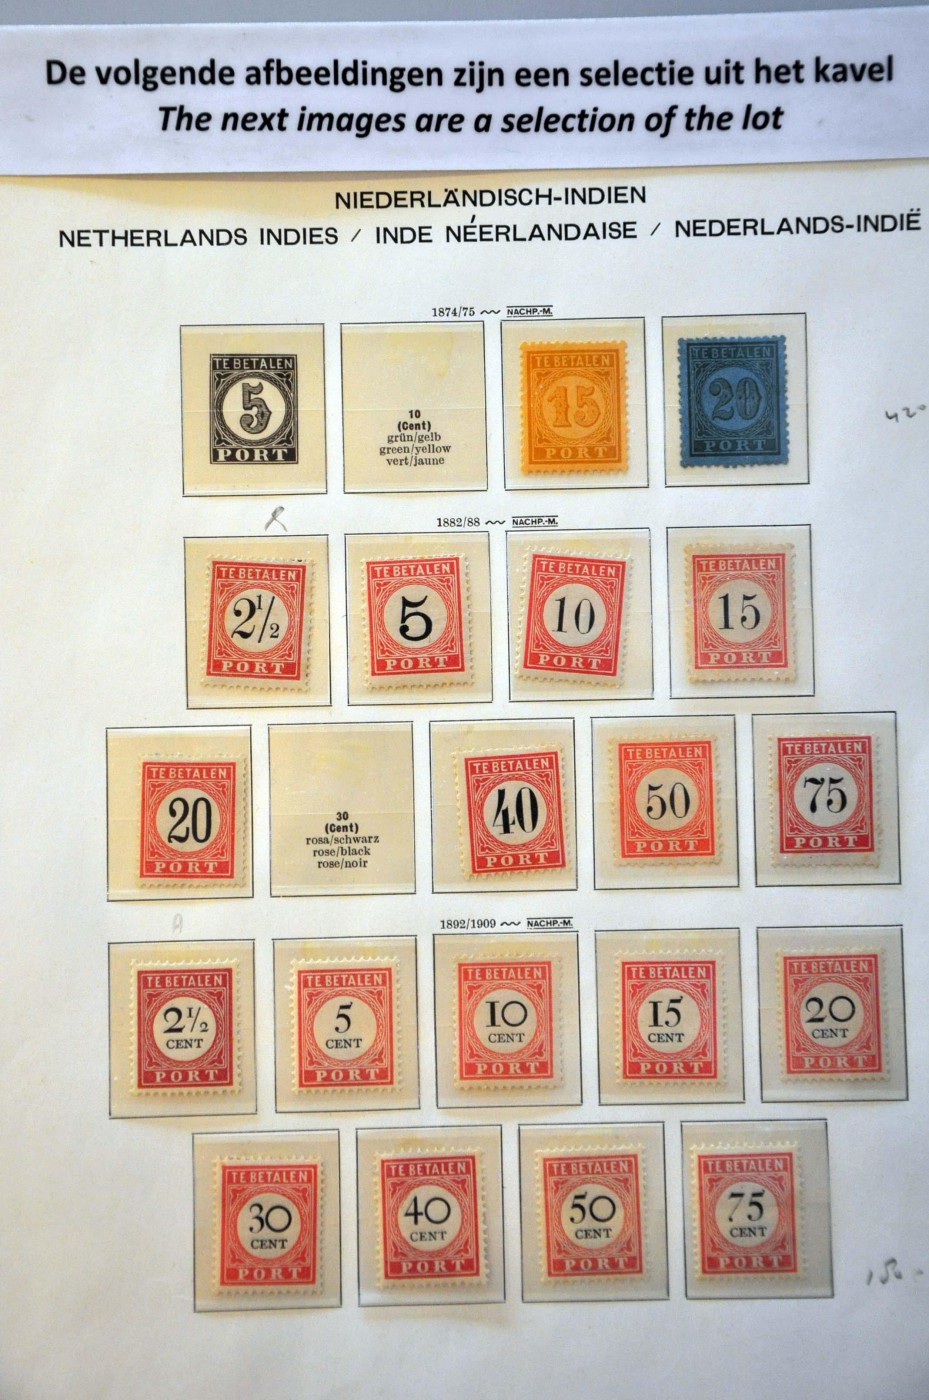 De volgende afbeeldingen zijn een selectie uit het kavel
The next images are a selection of the lot
NIEDERLÄNDISCH-INDIEN
NETHERLANDS INDIES / INDE NÉERLANDAISE / NEDERLANDS-INDIË
1874/75 NACHP.-M.
TE BETALEN
5
PORT
10
(Cent)
grün/gelb
green/yellow
vert/jaune
TE BETALEN
15
PORT
TE BETALEN
20
PORT
420
1882/88 NACHP.-M.
TE BETALEN
2½
PORT
TE BETALEN
5
PORT
TE BETALEN
10
PORT
TE BETALEN
15
PORT
TE BETALEN
20
PORT
30
(Cent)
rosa/schwarz
rose/black
rose/noir
TE BETALEN
40
PORT
TE BETALEN
50
PORT
TE BETALEN
75
PORT
1892/1909 NACHP.-M.
TE BETALEN
2½
CENT
PORT
TE BETALEN
5
CENT
PORT
TE BETALEN
10
CENT
PORT
TE BETALEN
15
CENT
PORT
TE BETALEN
20
CENT
PORT
TE BETALEN
30
CENT
PORT
TE BETALEN
40
CENT
PORT
TE BETALEN
50
CENT
PORT
TE BETALEN
75
CENT
PORT